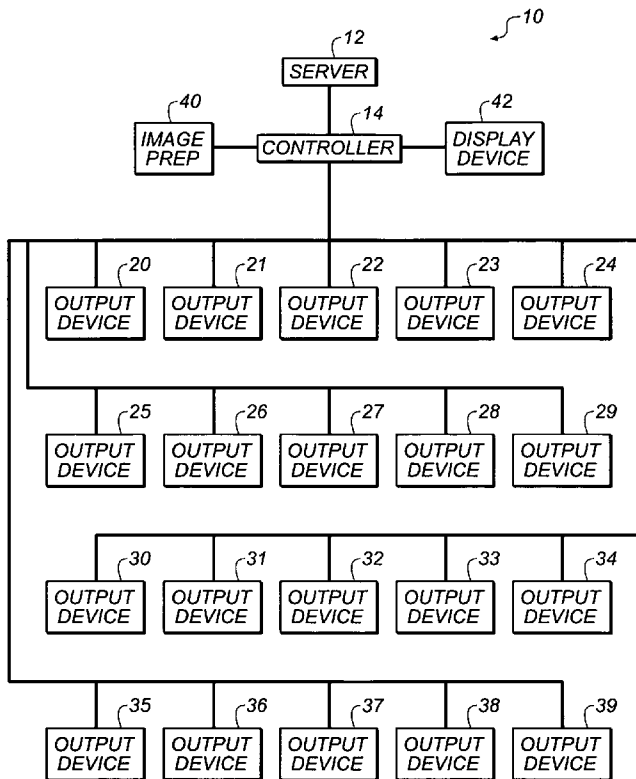 10
12
SERVER
40
14
42
IMAGE
PREP
CONTROLLER
DISPLAY
DEVICE
20
21
22
23
24
OUTPUT
DEVICE
OUTPUT
DEVICE
OUTPUT
DEVICE
OUTPUT
DEVICE
OUTPUT
DEVICE
25
26
27
28
29
OUTPUT
DEVICE
OUTPUT
DEVICE
OUTPUT
DEVICE
OUTPUT
DEVICE
OUTPUT
DEVICE
30
31
32
33
34
OUTPUT
DEVICE
OUTPUT
DEVICE
OUTPUT
DEVICE
OUTPUT
DEVICE
OUTPUT
DEVICE
35
36
37
38
39
OUTPUT
DEVICE
OUTPUT
DEVICE
OUTPUT
DEVICE
OUTPUT
DEVICE
OUTPUT
DEVICE